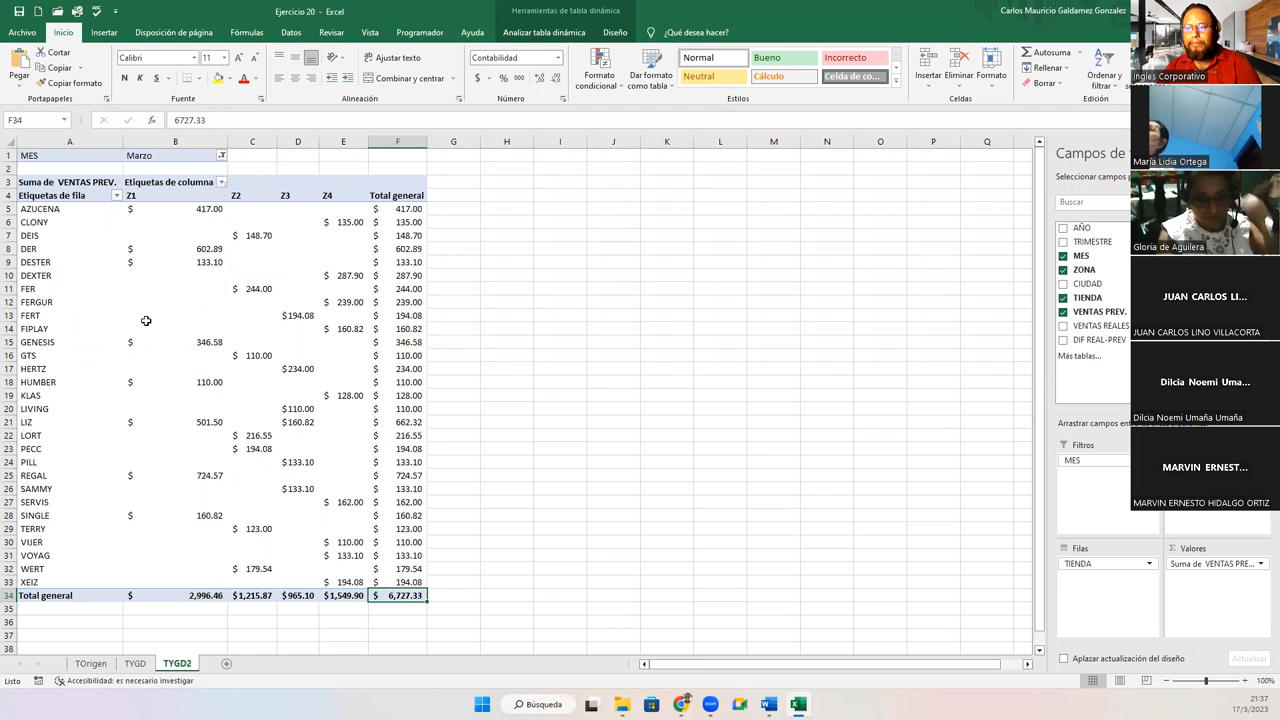 Ejercicio 20 - Excel
Herramientas de tabla dinámica
Carlos Mauricio Galdamez Gonzalez
Archivo Inicio Insertar Disposición de página Fórmulas Datos Revisar Vista Programador Ayuda Analizar tabla dinámica Diseño ¿Qué desea hacer?
Pegar
Cortar
Copiar
Copiar formato
Portapapeles
Calibri 11
N K S
Fuente
Ajustar texto
Combinar y centrar
Alineación
Contabilidad
$ % 000
Número
Formato condicional
Dar formato como tabla
Normal Bueno Incorrecto
Neutral Cálculo Celda de co...
Estilos
Insertar Eliminar Formato
Celdas
Autosuma
Rellenar
Borrar
Ordenar y filtrar
Edición
F34 fx 6727.33
A B C D E F G H I J K L M N O P Q
1 MES Marzo
2
3 Suma de VENTAS PREV. Etiquetas de columna
4 Etiquetas de fila Z1 Z2 Z3 Z4 Total general
5 AZUCENA $ 417.00 $ 417.00
6 CLONY $ 135.00 $ 135.00
7 DEIS $ 148.70 $ 148.70
8 DER $ 602.89 $ 602.89
9 DESTER $ 133.10 $ 133.10
10 DEXTER $ 287.90 $ 287.90
11 FER $ 244.00 $ 244.00
12 FERGUR $ 239.00 $ 239.00
13 FERT $194.08 $ 194.08
14 FIPLAY $ 160.82 $ 160.82
15 GENESIS $ 346.58 $ 346.58
16 GTS $ 110.00 $ 110.00
17 HERTZ $234.00 $ 234.00
18 HUMBER $ 110.00 $ 110.00
19 KLAS $ 128.00 $ 128.00
20 LIVING $110.00 $ 110.00
21 LIZ $ 501.50 $160.82 $ 662.32
22 LORT $ 216.55 $ 216.55
23 PECC $ 194.08 $ 194.08
24 PILL $133.10 $ 133.10
25 REGAL $ 724.57 $ 724.57
26 SAMMY $133.10 $ 133.10
27 SERVIS $ 162.00 $ 162.00
28 SINGLE $ 160.82 $ 160.82
29 TERRY $ 123.00 $ 123.00
30 VIJER $ 110.00 $ 110.00
31 VOYAG $ 133.10 $ 133.10
32 WERT $ 179.54 $ 179.54
33 XEIZ $ 194.08 $ 194.08
34 Total general $ 2,996.46 $1,215.87 $965.10 $1,549.90 $ 6,727.33
35
36
37
38
Campos de
Seleccionar campos
Buscar
AÑO
TRIMESTRE
MES
ZONA
CIUDAD
TIENDA
VENTAS PREV.
VENTAS REALES
DIF REAL-PREV
Más tablas...
Arrastrar campos
Filtros
MES
Filas
TIENDA
Σ Valores
Suma de VENTAS PRE...
Aplazar actualización del diseño
Actualizar
Ingles Corporativo
María Lidia Ortega
Gloria de Aguilera
JUAN CARLOS LI...
JUAN CARLOS LINO VILLACORTA
Dilcia Noemi Uma...
Dilcia Noemi Umaña Umaña
MARVIN ERNEST...
MARVIN ERNESTO HIDALGO ORTIZ
TOrigen TYGD TYGD2
Listo Accesibilidad: es necesario investigar
100%
Búsqueda
21:37
17/3/2023